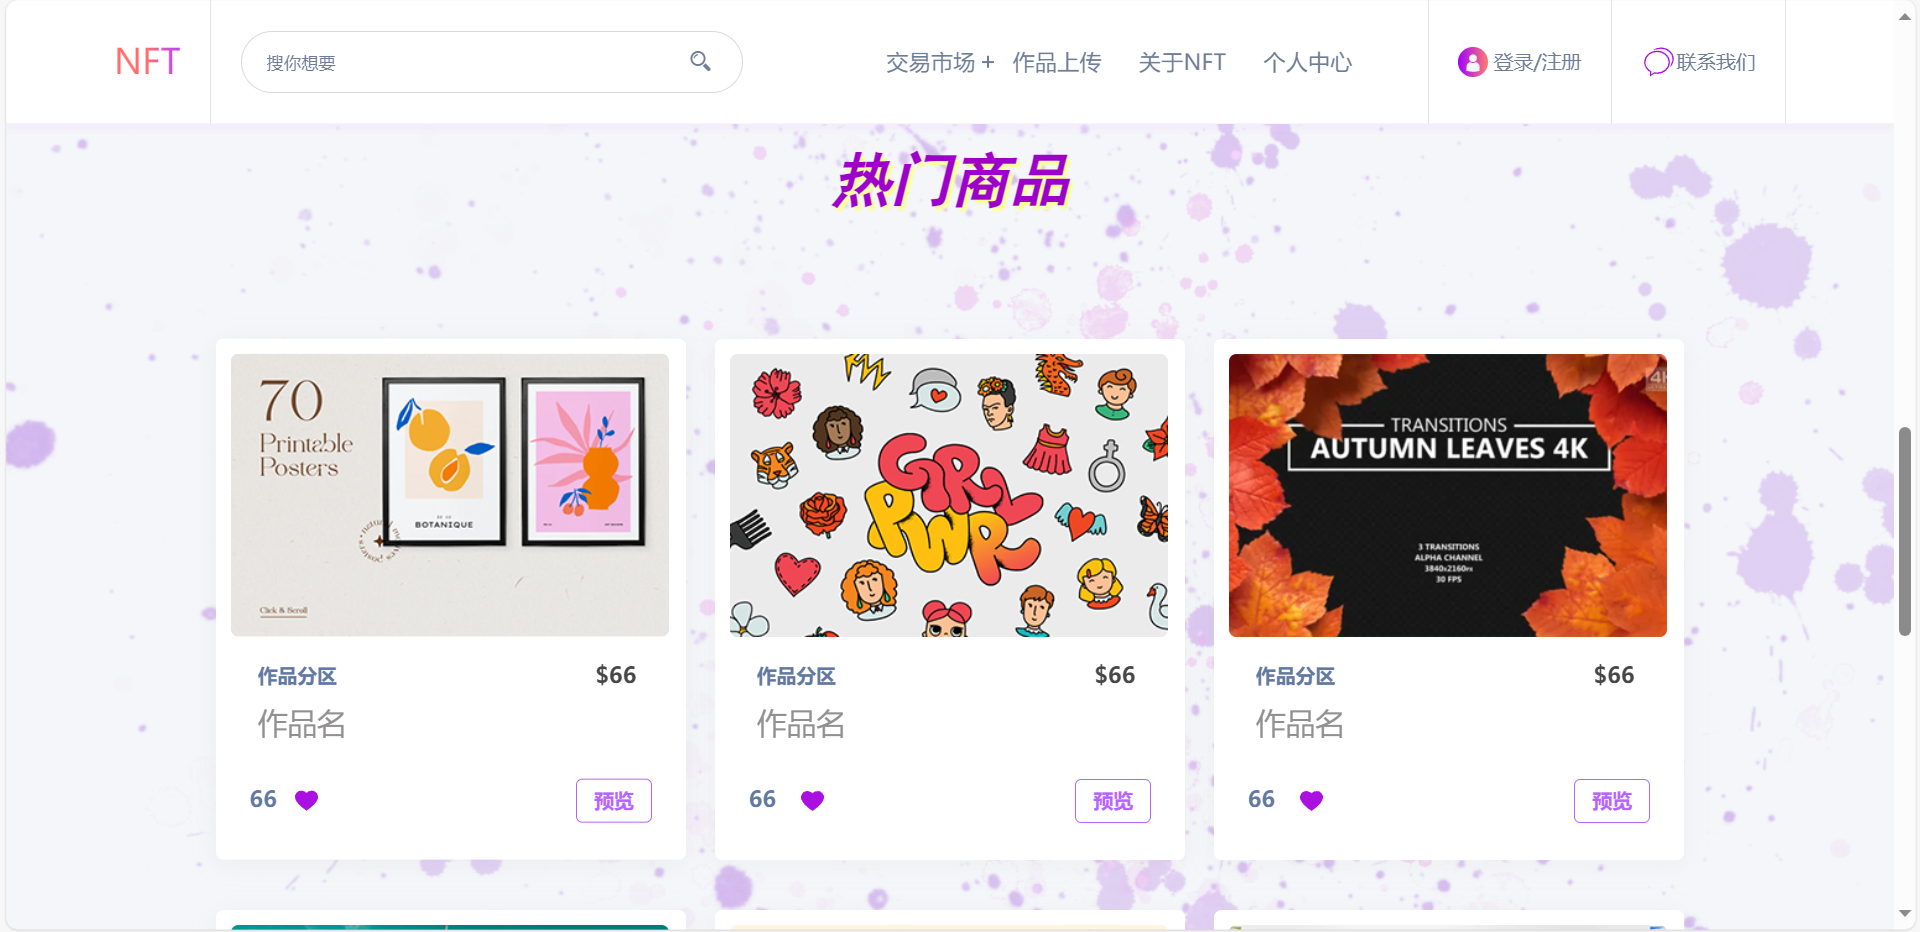 NFT
搜你想要
交易市场 +
作品上传
关于NFT
个人中心
登录/注册
联系我们
热门商品
70
Printable
Posters
BOTANIQUE
Click & Scroll
GRL
PWR
4K
TRANSITIONS
AUTUMN LEAVES 4K
3 TRANSITIONS
ALPHA CHANNEL
3840x2160px
30 FPS
作品分区
$66
作品名
66
预览
作品分区
$66
作品名
66
预览
作品分区
$66
作品名
66
预览